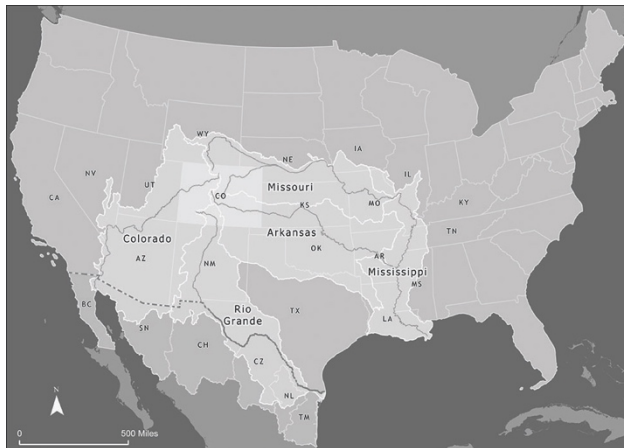 WY
IA
NE
IL
NV
UT
CO
Missouri
CA
KS
MO
KY
TN
Colorado
Arkansas
AZ
NM
OK
AR
Mississippi
MS
BC
Rio
Grande
TX
LA
SN
CH
CZ
NL
TM
N
0
500 Miles